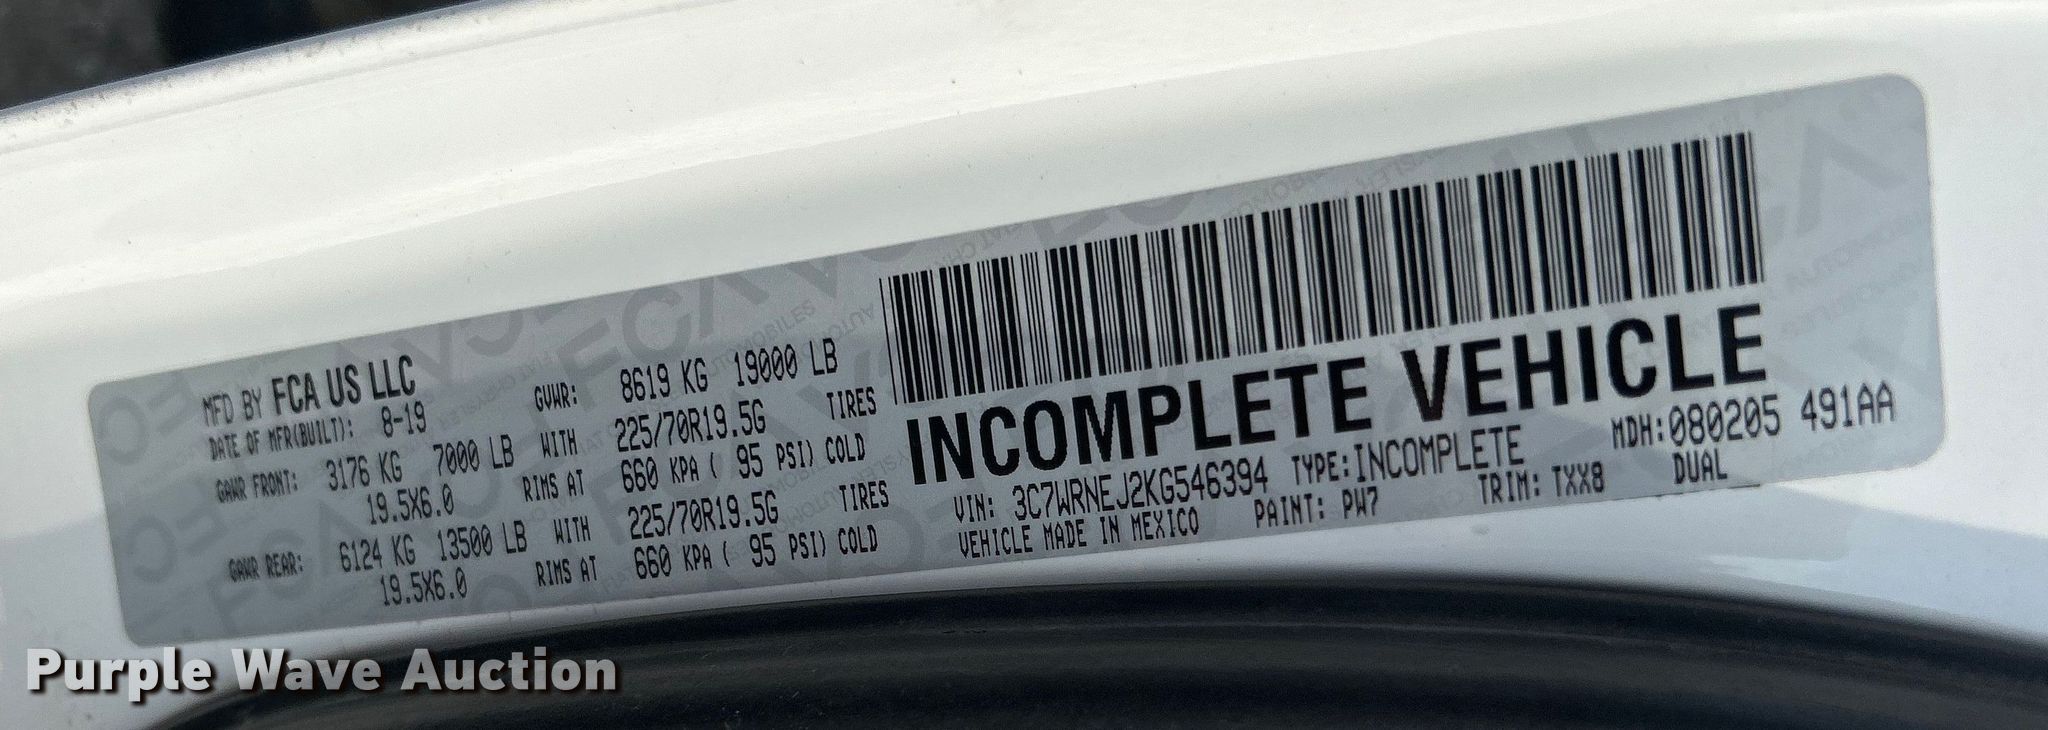 MFD BY FCA US LLC
DATE OF MFR(BUILT): 8-19 GVWR: 8619 KG 19000 LB
GAWR FRONT: 3176 KG 7000 LB WITH 225/70R19.5G TIRES
19.5X6.0 RIMS AT 660 KPA ( 95 PSI) COLD
GAWR REAR: 6124 KG 13500 LB WITH 225/70R19.5G TIRES
19.5X6.0 RIMS AT 660 KPA ( 95 PSI) COLD
INCOMPLETE VEHICLE
MDH:080205 491AA
VIN: 3C7WRNEJ2KG546394 TYPE:INCOMPLETE DUAL
VEHICLE MADE IN MEXICO PAINT: PW7 TRIM: TXX8
Purple Wave Auction